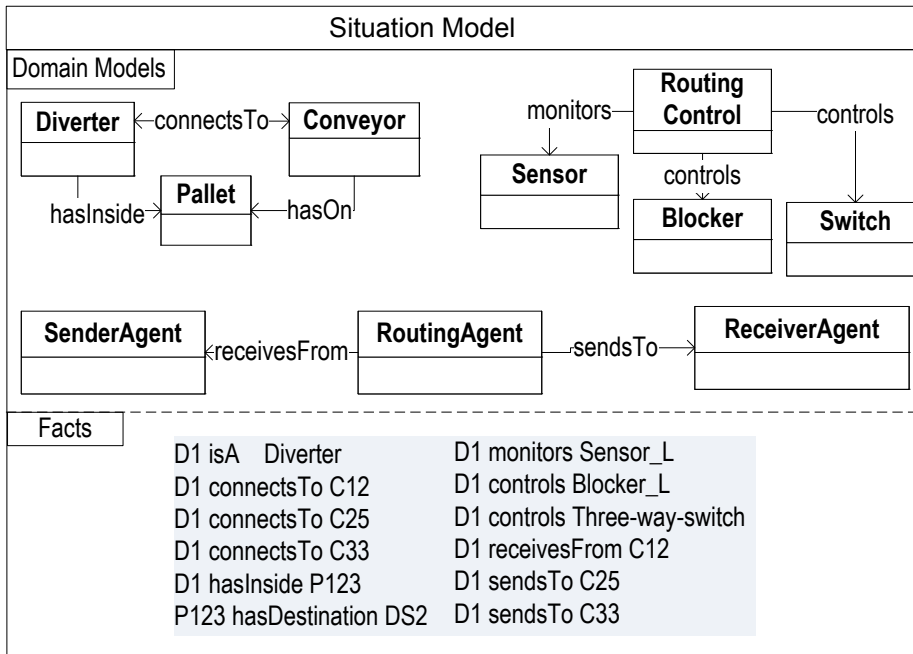 Situation Model
Domain Models
Diverter
connectsTo
Conveyor
hasInside
Pallet
hasOn
monitors
Routing
Control
controls
Sensor
controls
Blocker
Switch
SenderAgent
receivesFrom
RoutingAgent
sendsTo
ReceiverAgent
Facts
D1 isA Diverter
D1 connectsTo C12
D1 connectsTo C25
D1 connectsTo C33
D1 hasInside P123
P123 hasDestination DS2
D1 monitors Sensor_L
D1 controls Blocker_L
D1 controls Three-way-switch
D1 receivesFrom C12
D1 sendsTo C25
D1 sendsTo C33